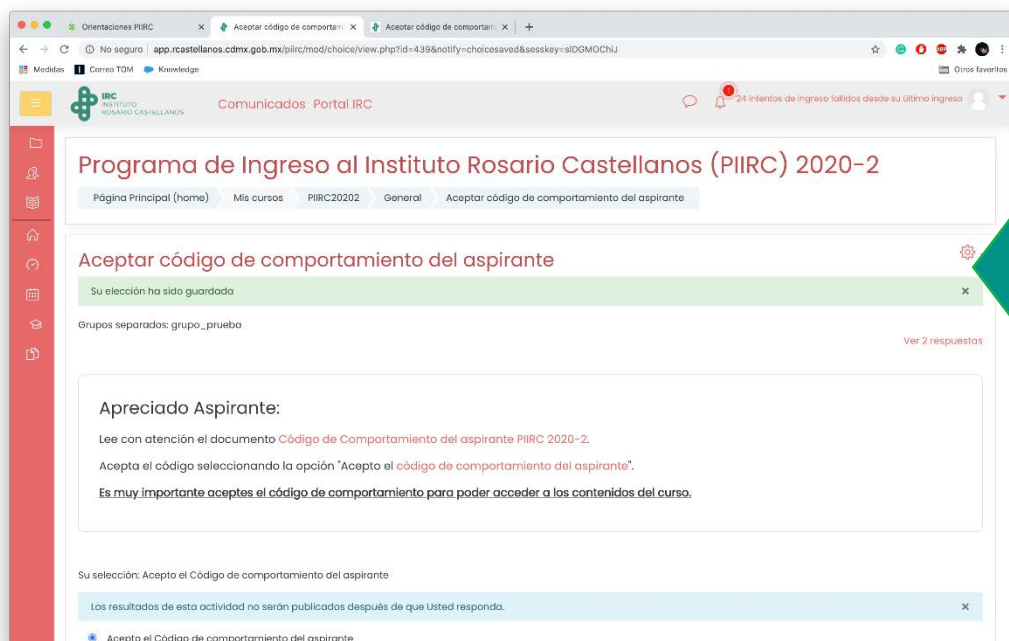 Orientaciones PIIRC
Aceptar código de comportam
Aceptar código de comportam
No seguro
app.rcastellanos.cdmx.gob.mx/piirc/mod/choice/view.php?id=439&notify=choicesaved&sesskey=slDGMOChiJ
Medidas
Correo TOM
Knowledge
Otros favoritos
IRC
INSTITUTO
ROSARIO CASTELLANOS
Comunicados Portal IRC
1
24 intentos de ingreso fallidos desde su último ingreso
Programa de Ingreso al Instituto Rosario Castellanos (PIIRC) 2020-2
Página Principal (home) Mis cursos PIIRC20202 General Aceptar código de comportamiento del aspirante
Aceptar código de comportamiento del aspirante
Su elección ha sido guardada
Grupos separados: grupo_prueba
Ver 2 respuestas
Apreciado Aspirante:
Lee con atención el documento Código de Comportamiento del aspirante PIIRC 2020-2.
Acepta el código seleccionando la opción "Acepto el código de comportamiento del aspirante".
Es muy importante aceptes el código de comportamiento para poder acceder a los contenidos del curso.
Su selección: Acepto el Código de comportamiento del aspirante
Los resultados de esta actividad no serán publicados después de que Usted responda.
Acepto el Código de comportamiento del aspirante